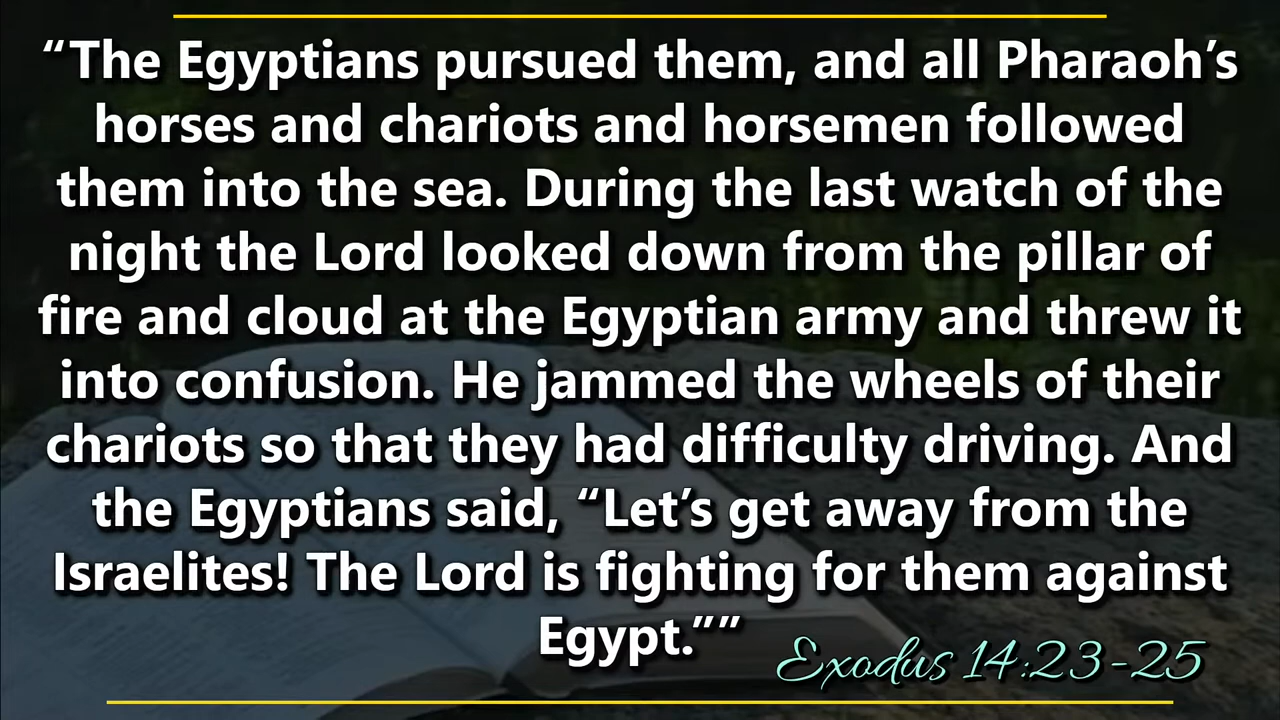 “The Egyptians pursued them, and all Pharaoh’s
horses and chariots and horsemen followed
them into the sea. During the last watch of the
night the Lord looked down from the pillar of
fire and cloud at the Egyptian army and threw it
into confusion. He jammed the wheels of their
chariots so that they had difficulty driving. And
the Egyptians said, “Let’s get away from the
Israelites! The Lord is fighting for them against
Egypt.””
Exodus 14:23-25